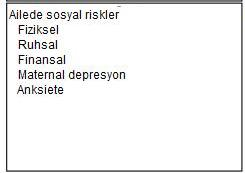 Ailede sosyal riskler
Fiziksel
Ruhsal
Finansal
Maternal depresyon
Anksiete